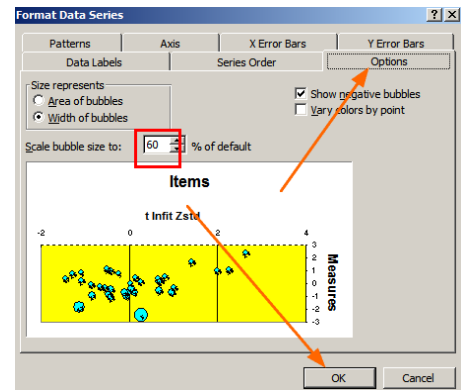 Format Data Series ? X
Patterns Axis X Error Bars Y Error Bars
Data Labels Series Order Options
Size represents
Area of bubbles
Width of bubbles
Show negative bubbles
Vary colors by point
Scale bubble size to: 60 % of default
Items
t Infit Zstd
-2 0 2 4
3
2
1
0
-1
-2
-3
Measures
OK Cancel